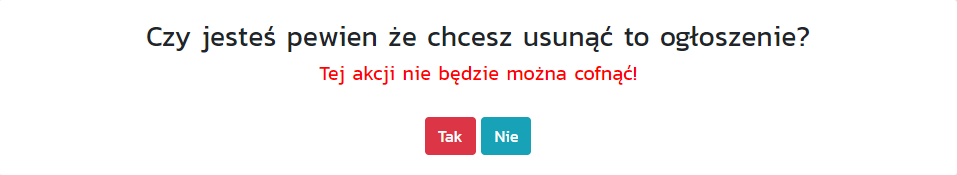 Czy jesteś pewien że chcesz usunąć to ogłoszenie?
Tej akcji nie będzie można cofnąć!
Tak Nie